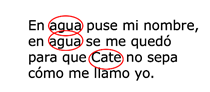 En agua puse mi nombre,
en agua se me quedó
para que Cate no sepa
cómo me llamo yo.